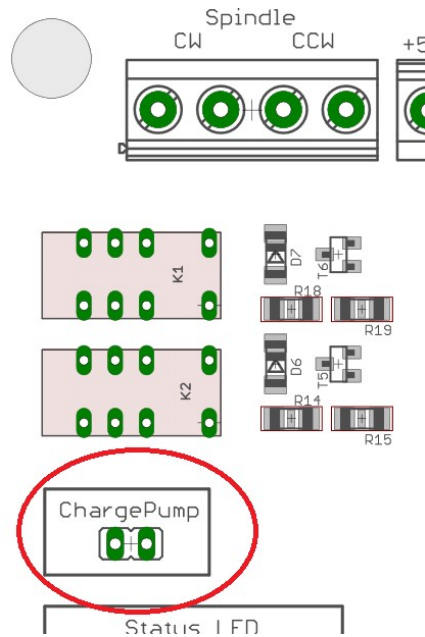 Spindle
CW CCW
+5
K1
D7
T6
R18
R19
K2
D6
T5
R14
R15
ChargePump
Status LED